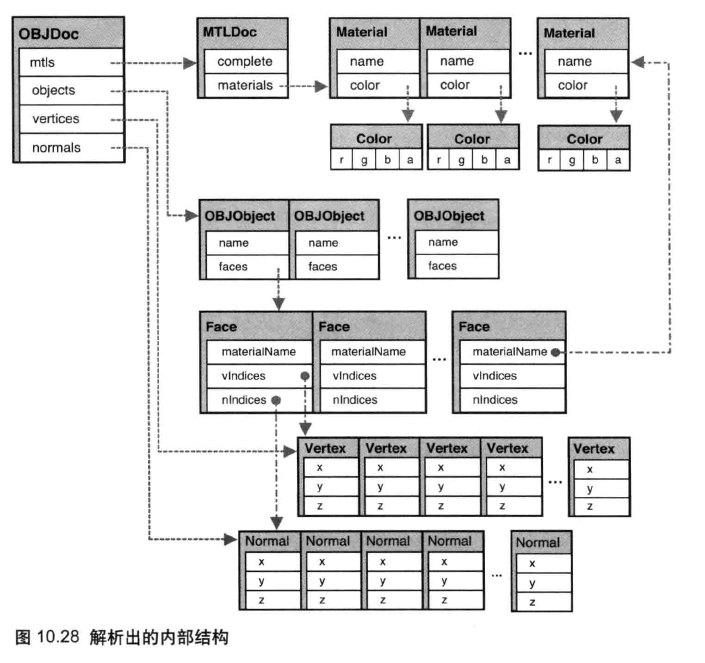 OBJDoc
mtls
objects
vertices
normals
MTLDoc
complete
materials
Material Material ... Material
name name name
color color color
Color Color Color
r g b a r g b a r g b a
OBJObject OBJObject ... OBJObject
name name name
faces faces faces
Face Face ... Face
materialName materialName materialName
vIndices vIndices vIndices
nIndices nIndices nIndices
Vertex Vertex Vertex Vertex ... Vertex
x x x x x
y y y y y
z z z z z
Normal Normal Normal Normal ... Normal
x x x x x
y y y y y
z z z z z
图 10.28 解析出的内部结构